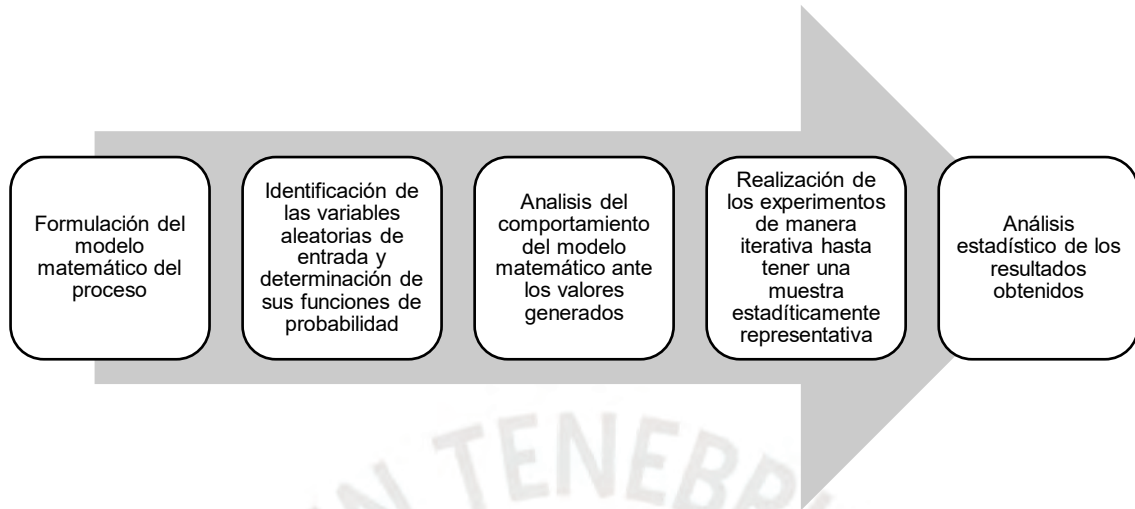 Formulación del
modelo
matemático del
proceso
Identificación de
las variables
aleatorias de
entrada y
determinación de
sus funciones de
probabilidad
Analisis del
comportamiento
del modelo
matemático ante
los valores
generados
Realización de
los experimentos
de manera
iterativa hasta
tener una
muestra
estadíticamente
representativa
Análisis
estadístico de los
resultados
obtenidos
TENEBR